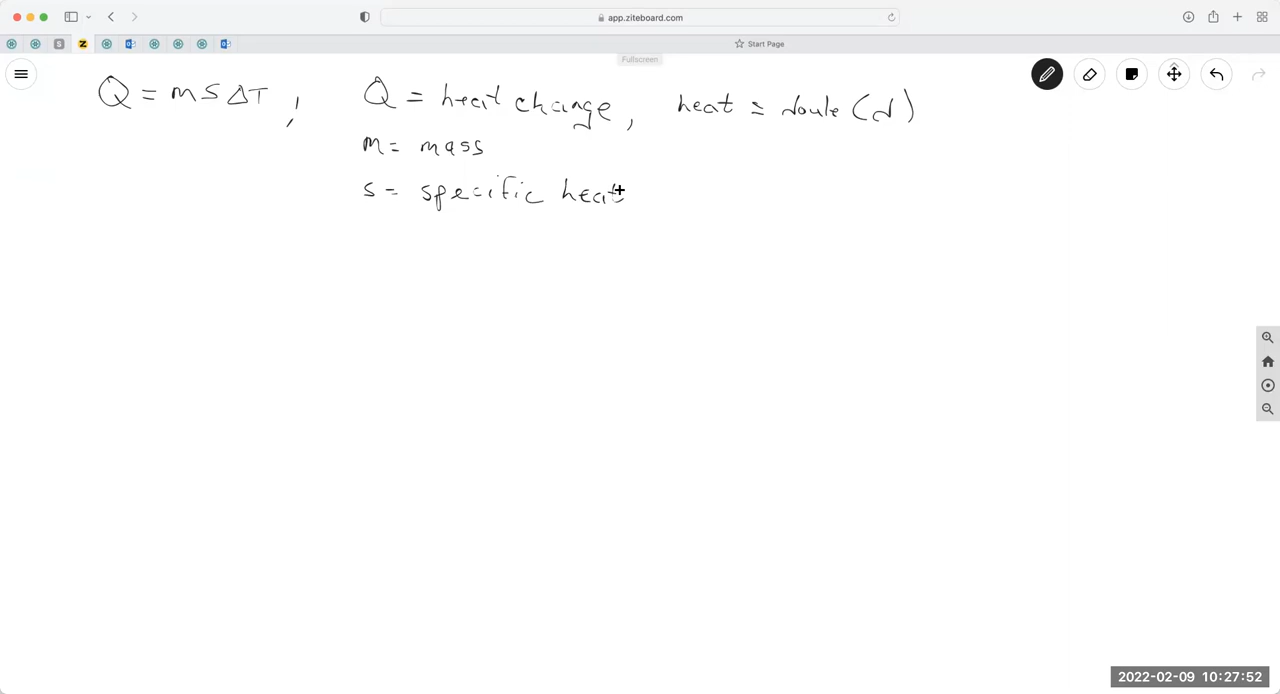 app.ziteboard.com
Start Page
Fullscreen
Q = m S ΔT , Q = heat change, heat = Joule (J)
m = mass
s = specific heat
2022-02-09 10:27:52